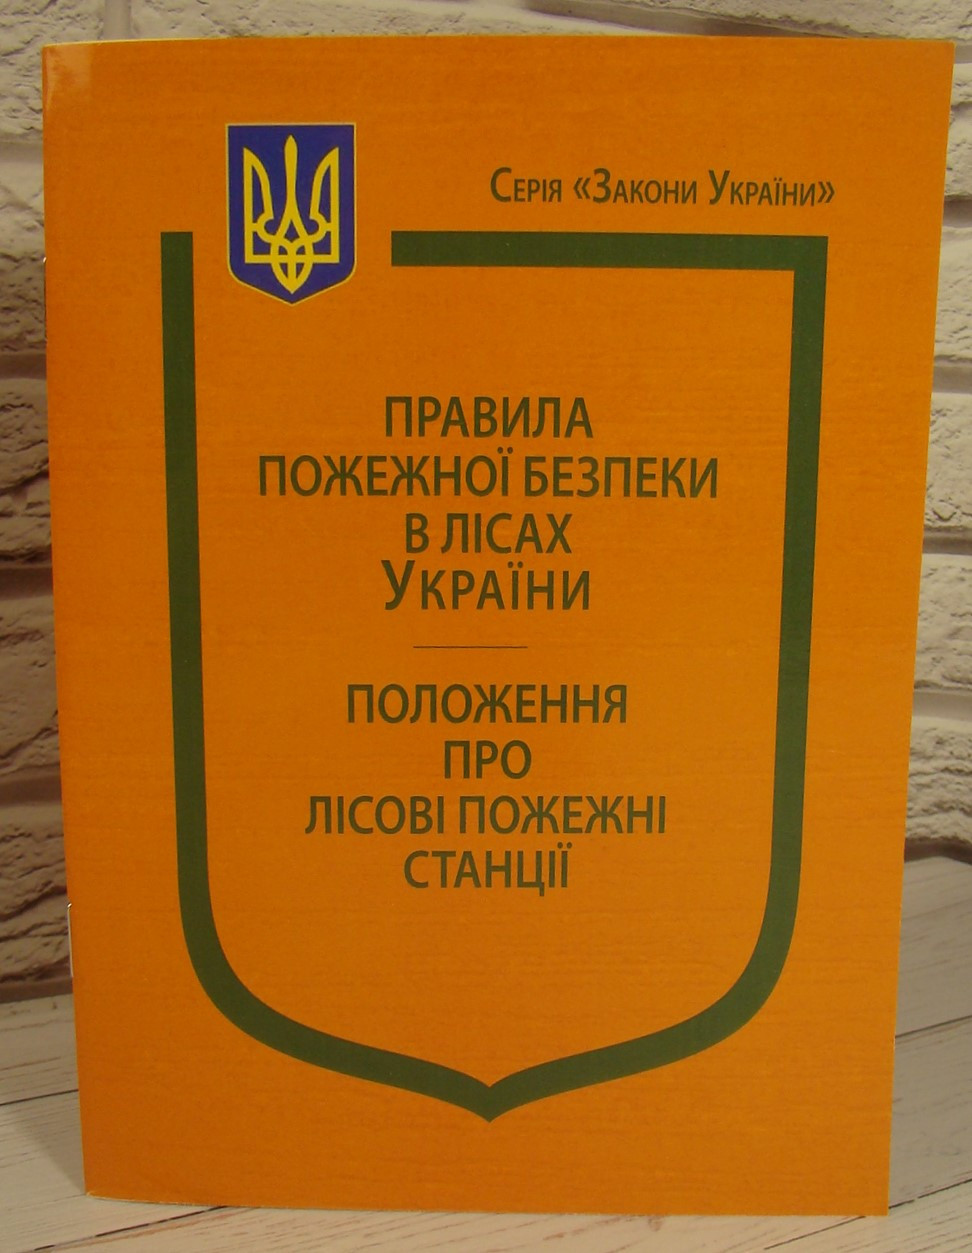 Серія «Закони України»
ПРАВИЛА
ПОЖЕЖНОЇ БЕЗПЕКИ
В ЛІСАХ
УКРАЇНИ
ПОЛОЖЕННЯ
ПРО
ЛІСОВІ ПОЖЕЖНІ
СТАНЦІЇ